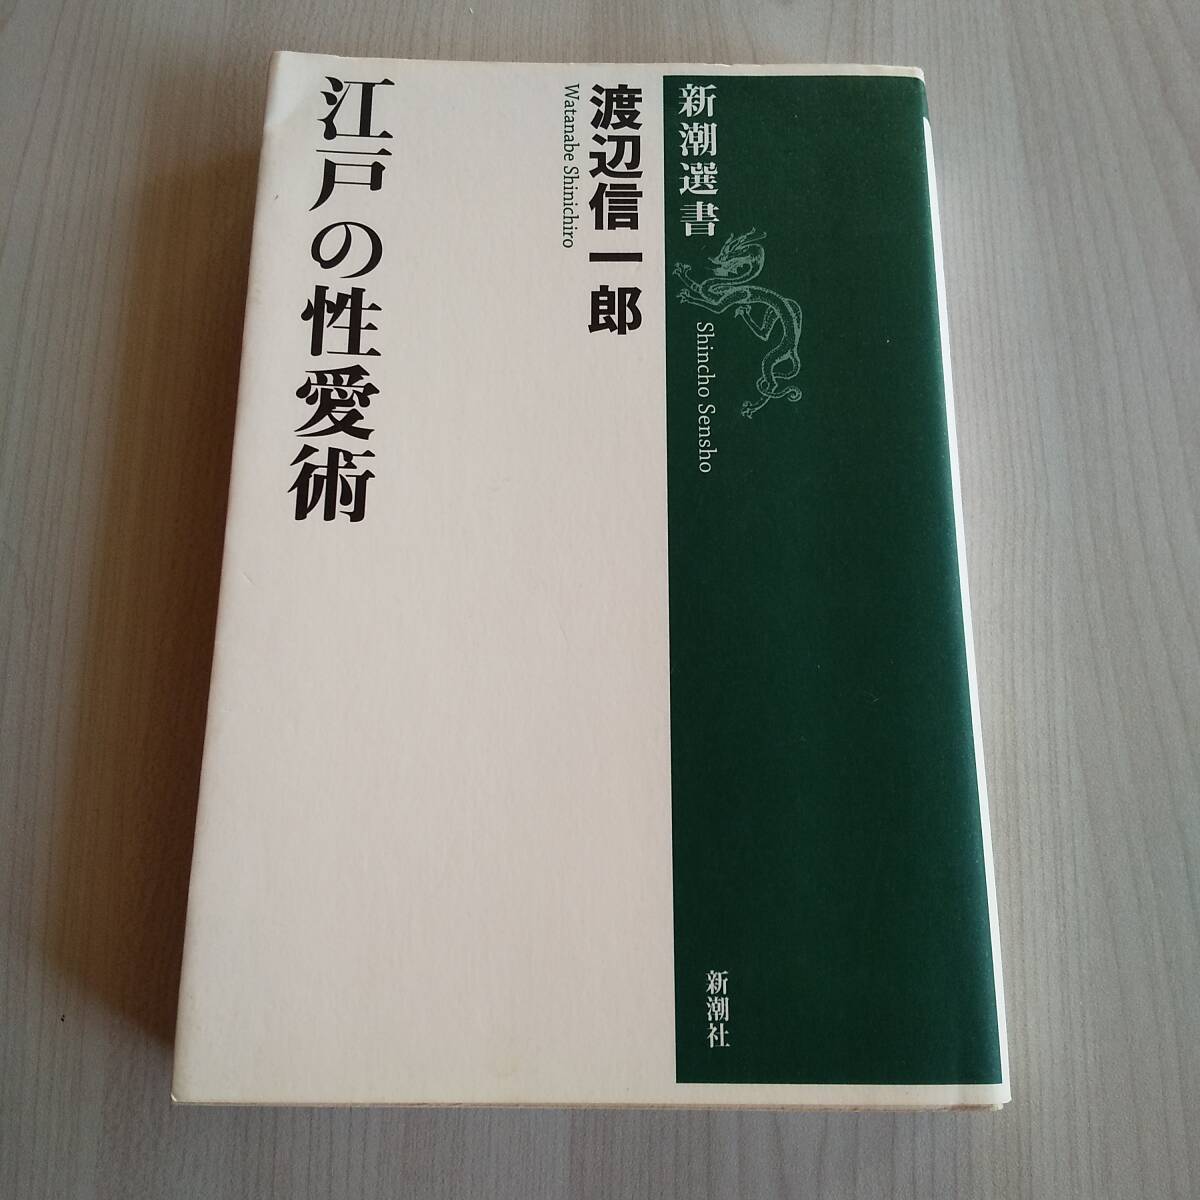 新潮選書
Shincho Sensho
新潮社
渡辺信一郎
Watanabe Shinichiro
江戸の性愛術